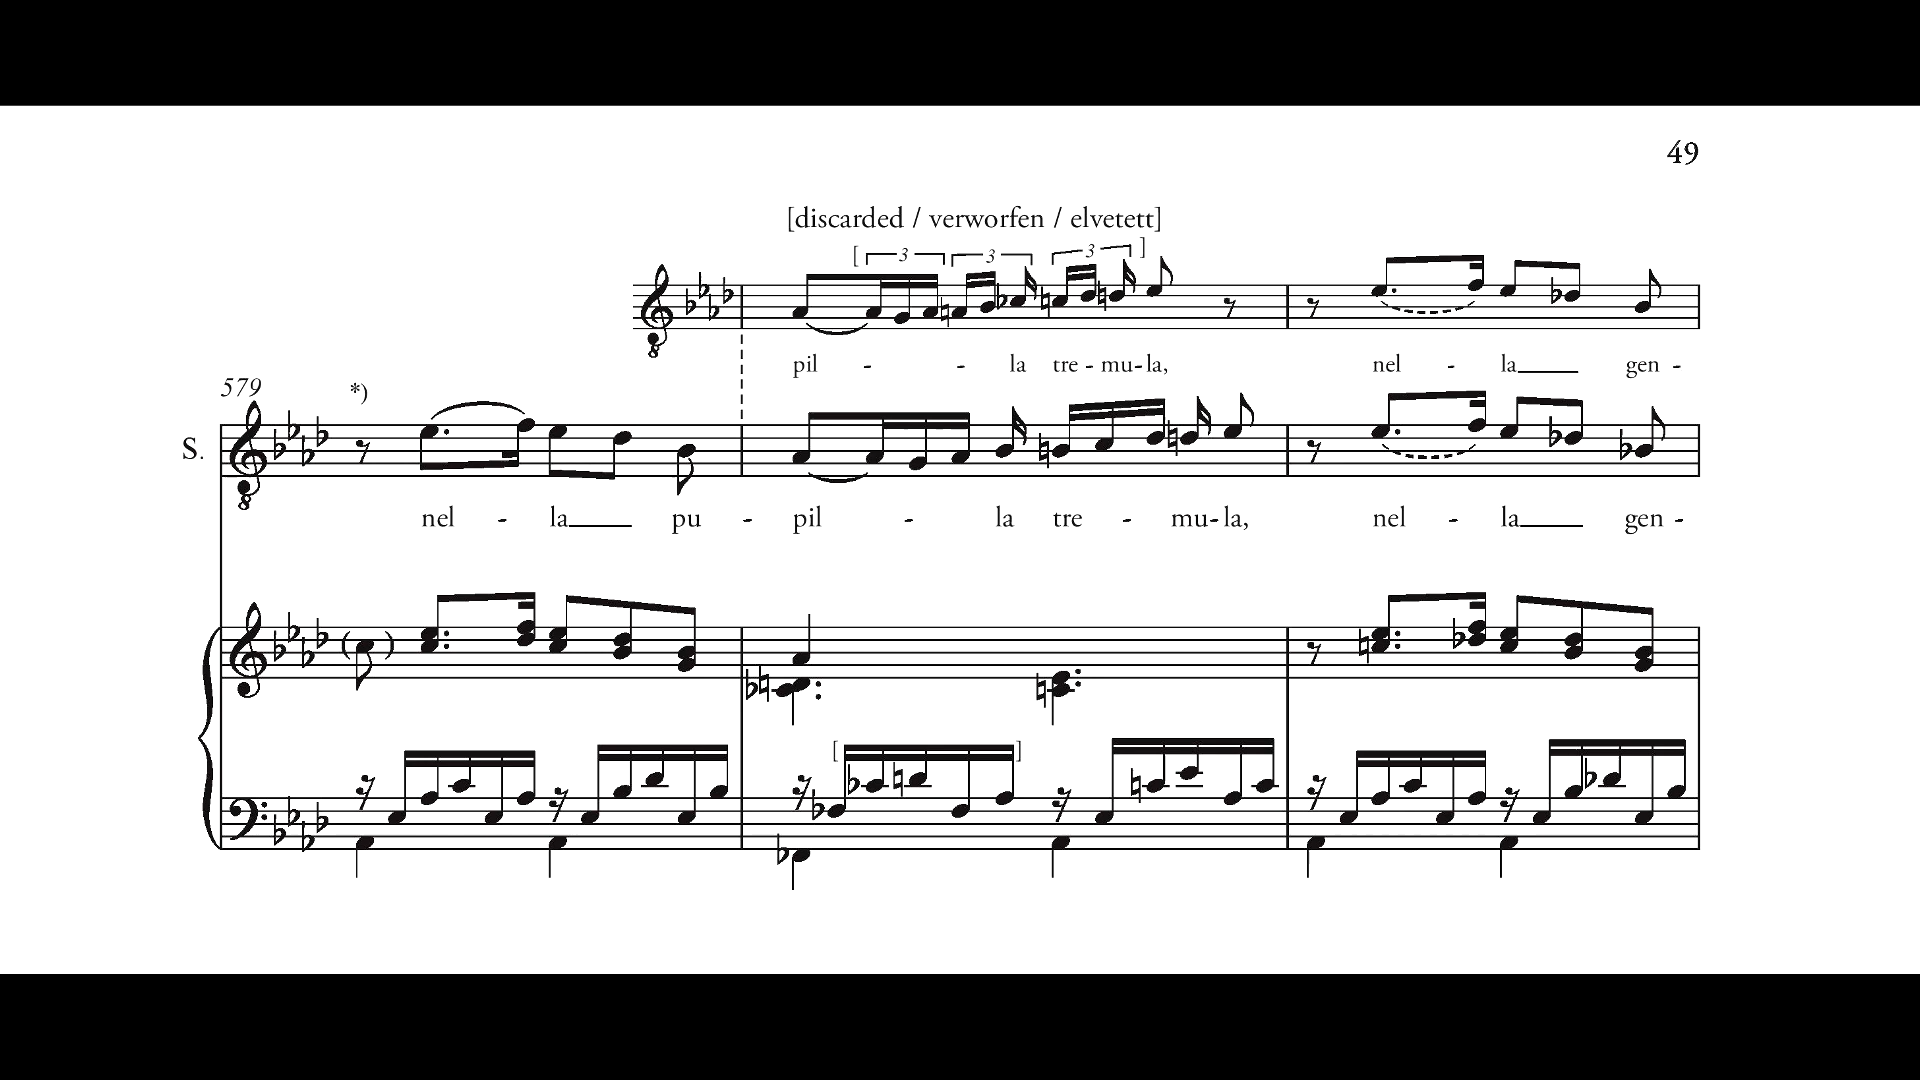 49
[discarded / verworfen / elvetett]
[ 3 3 3 ]
pil - - la tre - mu - la, nel - la gen -
579 *)
S.
nel - la pu - pil - la tre - mu - la, nel - la gen -
( )
[ ]